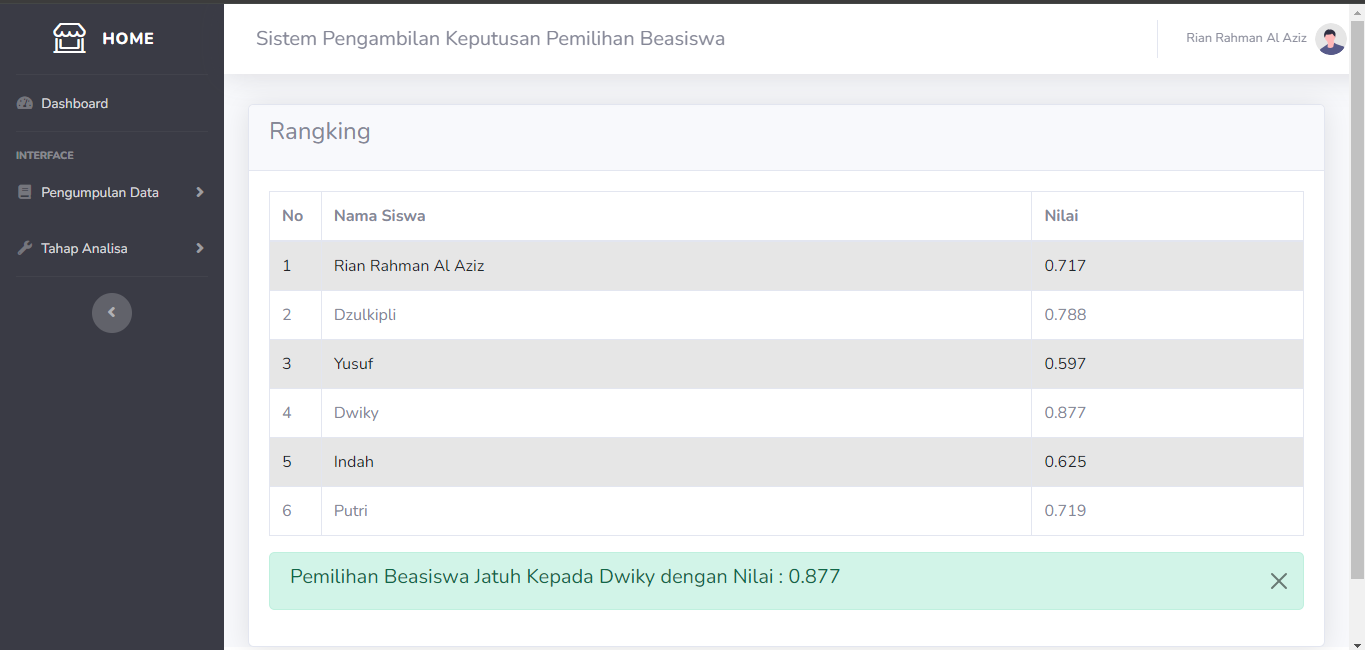 HOME
Sistem Pengambilan Keputusan Pemilihan Beasiswa
Rian Rahman Al Aziz
Dashboard
INTERFACE
Pengumpulan Data
Tahap Analisa
Rangking
No Nama Siswa Nilai
1 Rian Rahman Al Aziz 0.717
2 Dzulkipli 0.788
3 Yusuf 0.597
4 Dwiky 0.877
5 Indah 0.625
6 Putri 0.719
Pemilihan Beasiswa Jatuh Kepada Dwiky dengan Nilai : 0.877